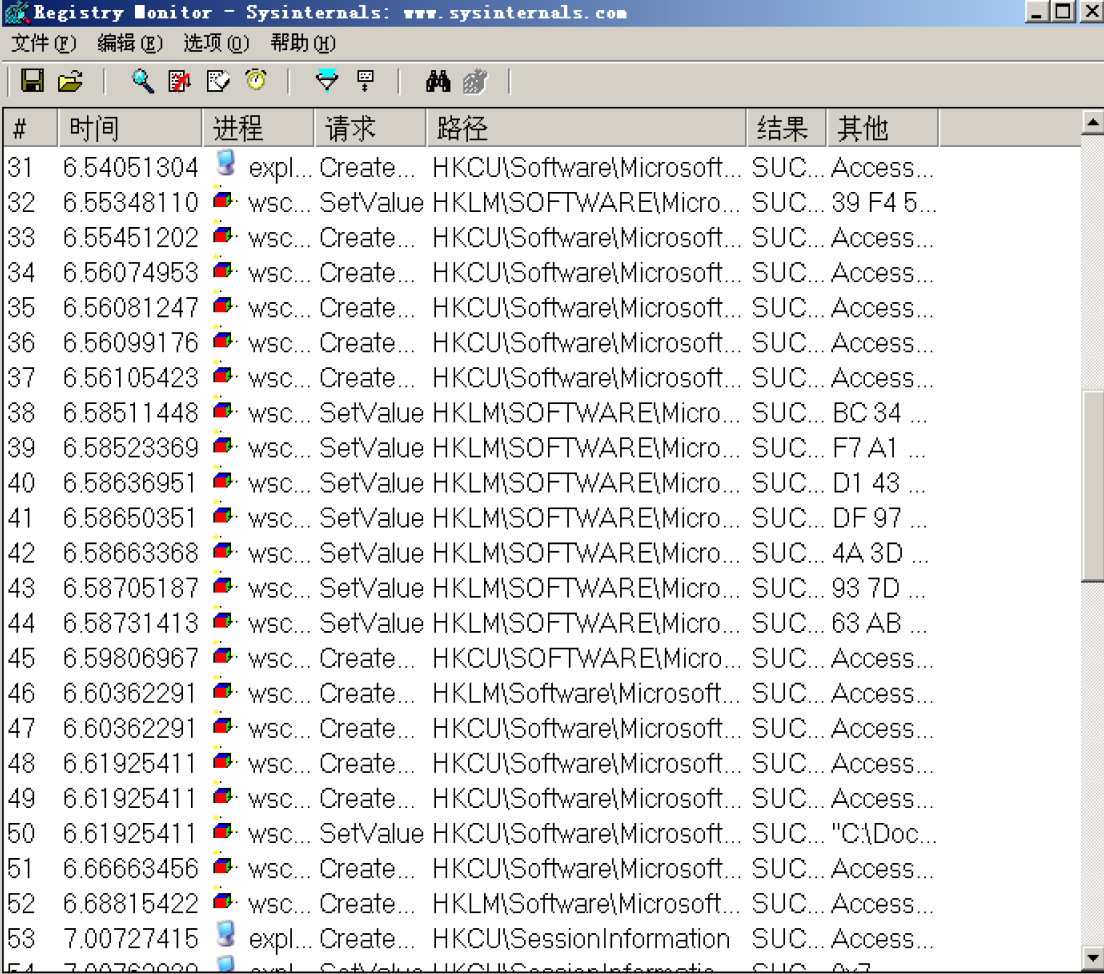 Registry Monitor - Sysinternals: www.sysinternals.com
文件(F) 编辑(E) 选项(O) 帮助(H)
# 时间 进程 请求 路径 结果 其他
31 6.54051304 expl... Create... HKCU\Software\Microsoft... SUC... Access...
32 6.55348110 wsc... SetValue HKLM\SOFTWARE\Micro... SUC... 39 F4 5...
33 6.55451202 wsc... Create... HKCU\Software\Microsoft... SUC... Access...
34 6.56074953 wsc... Create... HKCU\Software\Microsoft... SUC... Access...
35 6.56081247 wsc... Create... HKCU\Software\Microsoft... SUC... Access...
36 6.56099176 wsc... Create... HKCU\Software\Microsoft... SUC... Access...
37 6.56105423 wsc... Create... HKCU\Software\Microsoft... SUC... Access...
38 6.58511448 wsc... SetValue HKLM\SOFTWARE\Micro... SUC... BC 34
39 6.58523369 wsc... SetValue HKLM\SOFTWARE\Micro... SUC... F7 A1 ...
40 6.58636951 wsc... SetValue HKLM\SOFTWARE\Micro... SUC... D1 43 ...
41 6.58650351 wsc... SetValue HKLM\SOFTWARE\Micro... SUC... DF 97 ...
42 6.58663368 wsc... SetValue HKLM\SOFTWARE\Micro... SUC... 4A 3D
43 6.58705187 wsc... SetValue HKLM\SOFTWARE\Micro... SUC... 93 7D ...
44 6.58731413 wsc... SetValue HKLM\SOFTWARE\Micro... SUC... 63 AB ...
45 6.59806967 wsc... Create... HKCU\SOFTWARE\Micro... SUC... Access...
46 6.60362291 wsc... Create... HKLM\Software\Microsoft... SUC... Access...
47 6.60362291 wsc... Create... HKCU\Software\Microsoft... SUC... Access...
48 6.61925411 wsc... Create... HKCU\Software\Microsoft... SUC... Access...
49 6.61925411 wsc... Create... HKCU\Software\Microsoft... SUC... Access...
50 6.61925411 wsc... SetValue HKCU\Software\Microsoft... SUC... "C:\Doc...
51 6.66663456 wsc... Create... HKCU\Software\Microsoft... SUC... Access...
52 6.68815422 wsc... Create... HKLM\Software\Microsoft... SUC... Access...
53 7.00727415 expl... Create... HKCU\SessionInformation SUC... Access...
54 expl... SetValue HKCU\SessionInformatio... SUC... 0x7